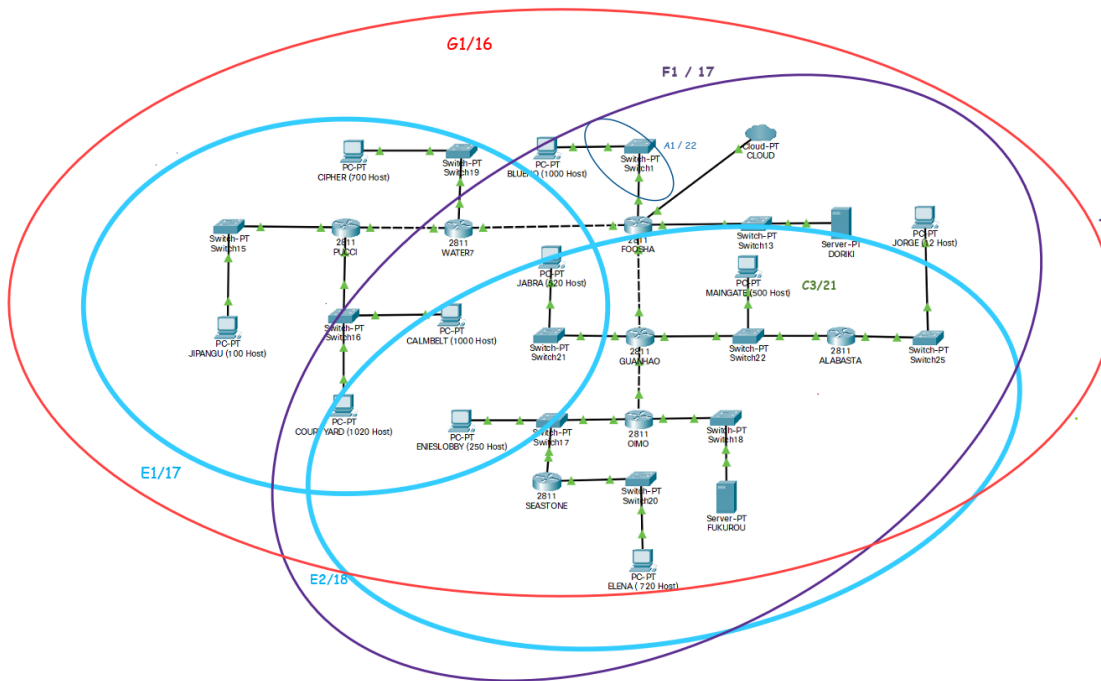 G1/16
F1 / 17
A1 / 22
PC-PT
CIPHER (700 Host)
Switch-PT
Switch19
PC-PT
BLUENO (1000 Host)
Switch-PT
Switch1
Cloud-PT
CLOUD
Switch-PT
Switch15
2811
PUCCI
2811
WATER7
2811
FOOSHA
Switch-PT
Switch13
Server-PT
DORIKI
PC-PT
JORGE (12 Host)
PC-PT
JABRA (520 Host)
PC-PT
MAINGATE (500 Host)
C3/21
PC-PT
JIPANGU (100 Host)
Switch-PT
Switch16
PC-PT
CALMBELT (1000 Host)
Switch-PT
Switch21
2811
GUANHAO
Switch-PT
Switch22
2811
ALABASTA
Switch-PT
Switch25
PC-PT
COURTYARD (1020 Host)
PC-PT
ENIESLOBBY (250 Host)
Switch-PT
Switch17
2811
OIMO
Switch-PT
Switch18
E1/17
2811
SEASTONE
Switch-PT
Switch20
Server-PT
FUKUROU
E2/18
PC-PT
ELENA ( 720 Host)